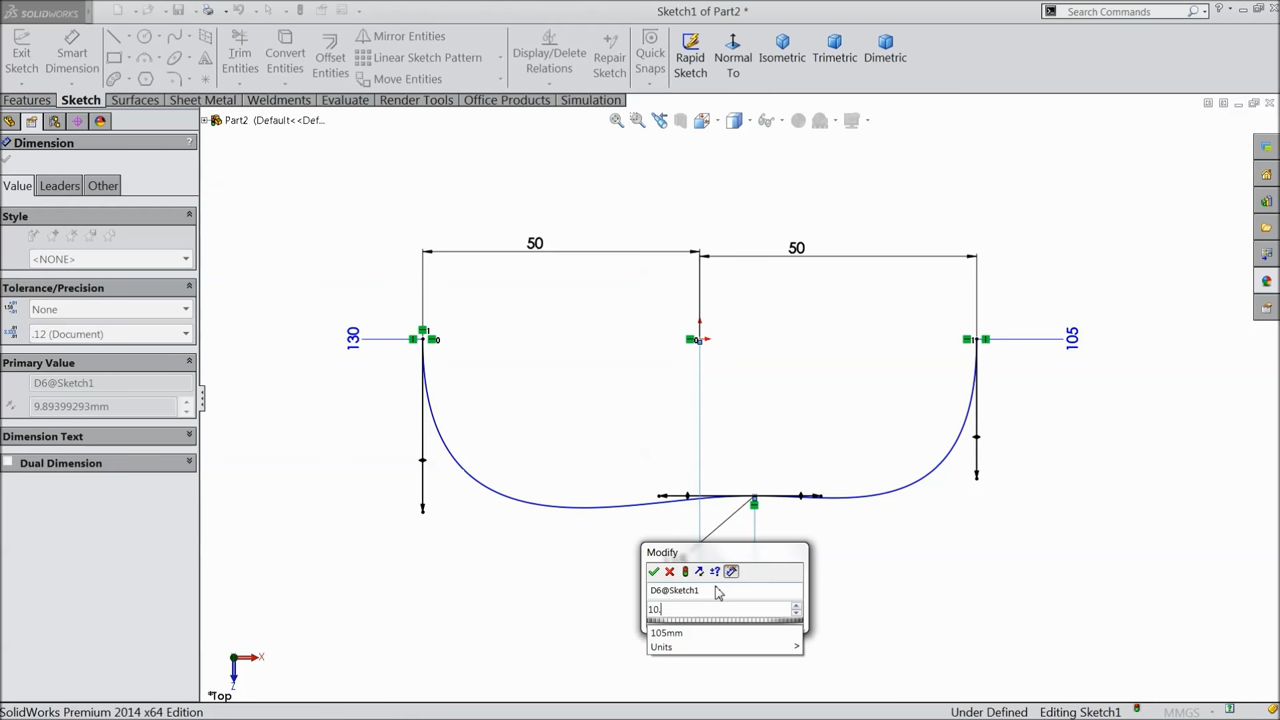 SOLIDWORKS
Sketch1 of Part2 *
Search Commands
Exit Sketch
Smart Dimension
Trim Entities
Convert Entities
Offset Entities
Mirror Entities
Linear Sketch Pattern
Move Entities
Display/Delete Relations
Repair Sketch
Quick Snaps
Rapid Sketch
Normal To
Isometric
Trimetric
Dimetric
Features Sketch Surfaces Sheet Metal Weldments Evaluate Render Tools Office Products Simulation
Part2 (Default<<Def...
Dimension ?
Value Leaders Other
Style
<NONE>
Tolerance/Precision
None
.12 (Document)
Primary Value
D6@Sketch1
9.89399293mm
Dimension Text
Dual Dimension
50
50
130
105
Modify
D6@Sketch1
10.
105mm
Units >
X
Z
*Top
SolidWorks Premium 2014 x64 Edition
Under Defined
Editing Sketch1
MMGS